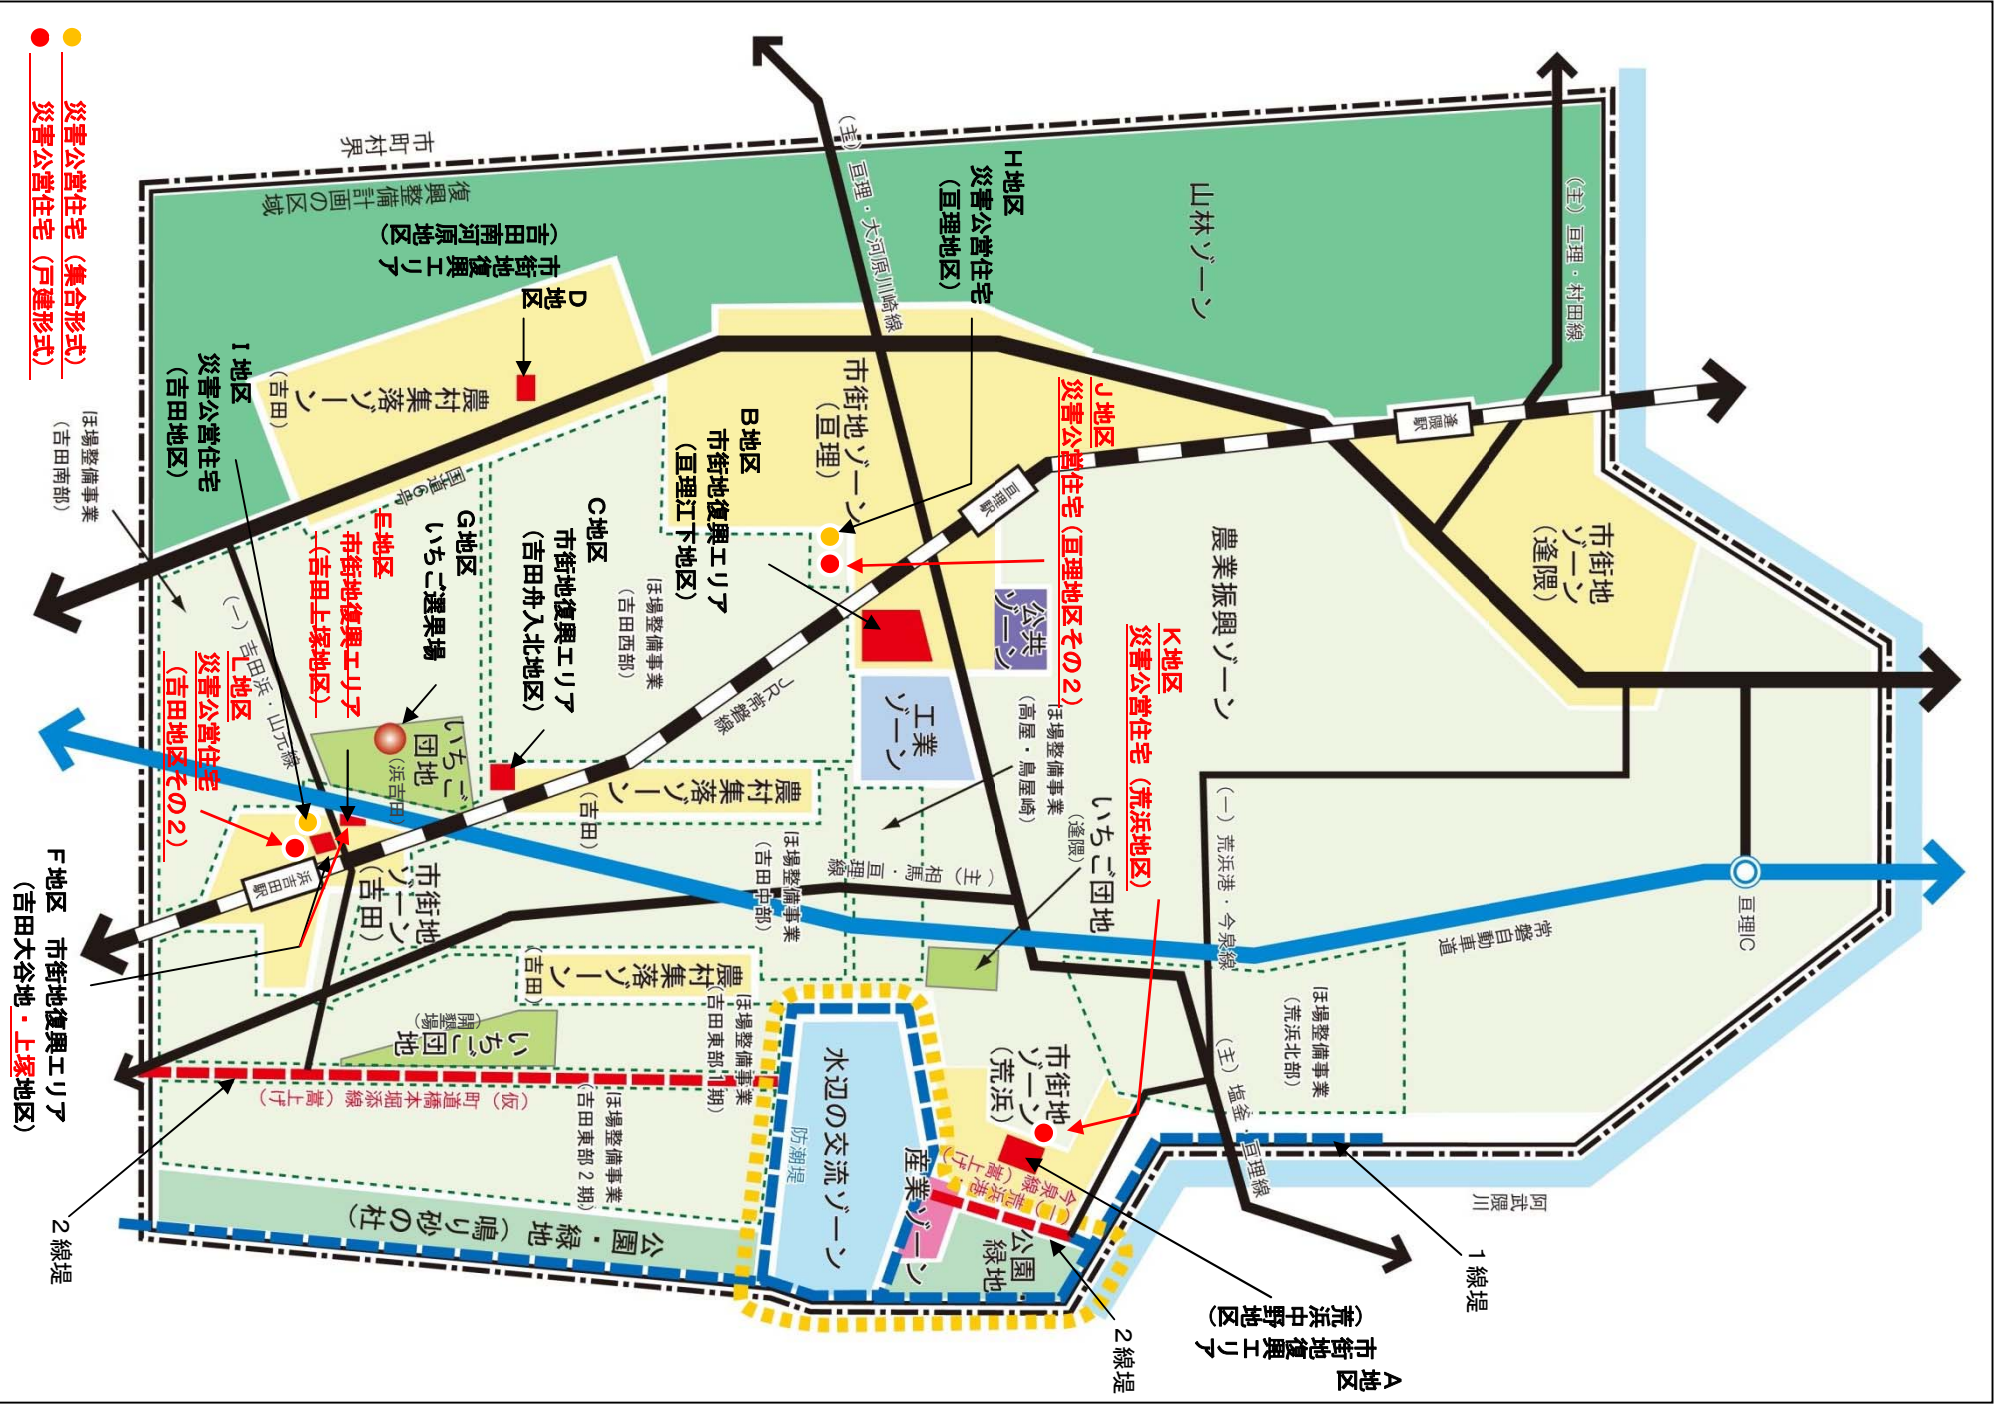 災害公営住宅（集合形式）
災害公営住宅（戸建形式）
市町村界
復興整備計画の区域
山林ゾーン
（主）亘理・村田線
（主）亘理・大河原川崎線
H地区
災害公営住宅
（亘理地区）
D地区
市街地復興エリア
（吉田南河原地区）
I地区
災害公営住宅
（吉田地区）
農村集落ゾーン
（吉田）
ほ場整備事業
（吉田南部）
国道6号
市街地ゾーン
（亘理）
J地区
災害公営住宅（亘理地区その２）
B地区
市街地復興エリア
（亘理江下地区）
逢隈駅
亘理駅
市街地
ゾーン
（逢隈）
農業振興ゾーン
公共
ゾーン
工業
ゾーン
C地区
市街地復興エリア
（吉田舟入北地区）
G地区
いちご選果場
E地区
市街地復興エリア
（吉田上塚地区）
ほ場整備事業
（吉田西部）
JR常磐線
（一）吉田浜・山元線
L地区
災害公営住宅
（吉田地区その２）
いちご
団地
（浜吉田）
農村集落ゾーン
（吉田）
K地区
災害公営住宅（荒浜地区）
ほ場整備事業
（高屋・鳥屋崎）
いちご団地
（逢隈）
（一）荒浜港・今泉線
（主）相馬・亘理線
ほ場整備事業
（吉田中部）
常磐自動車道
亘理IC
浜吉田駅
市街地
ゾーン
（吉田）
F地区　市街地復興エリア
（吉田大谷地・上塚地区）
農村集落ゾーン
（吉田）
いちご団地
（開墾場）
ほ場整備事業
（吉田東部１期）
ほ場整備事業
（吉田東部２期）
（仮）町道橋本堀添線（嵩上げ）
ほ場整備事業
（荒浜北部）
（主）塩釜・亘理線
市街地
ゾーン
（荒浜）
（一）荒浜港・
今泉線（嵩上げ）
水辺の交流ゾーン
防潮堤
産業ゾーン
公園・
緑地
公園・緑地（鳴り砂の杜）
阿武隈川
１線堤
２線堤
２線堤
A地区
市街地復興エリア
（荒浜中野地区）